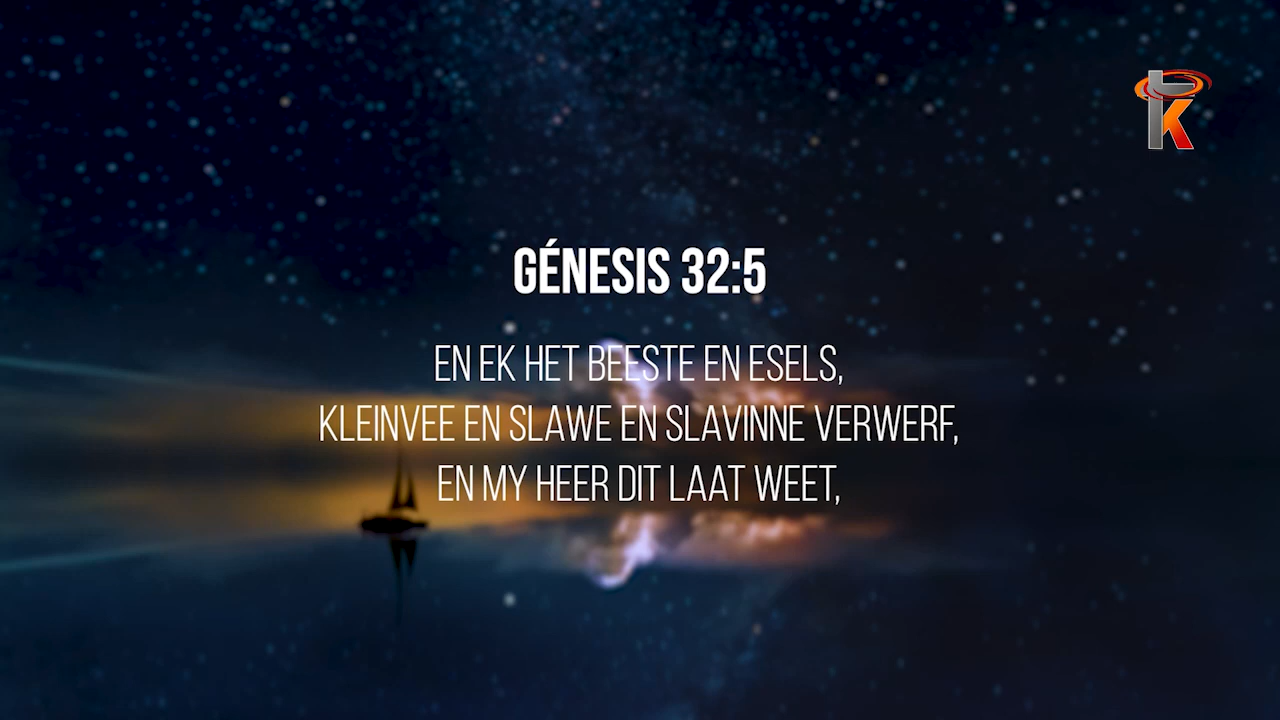 GÉNESIS 32:5
EN EK HET BEESTE EN ESELS,
KLEINVEE EN SLAWE EN SLAVINNE VERWERF,
EN MY HEER DIT LAAT WEET,